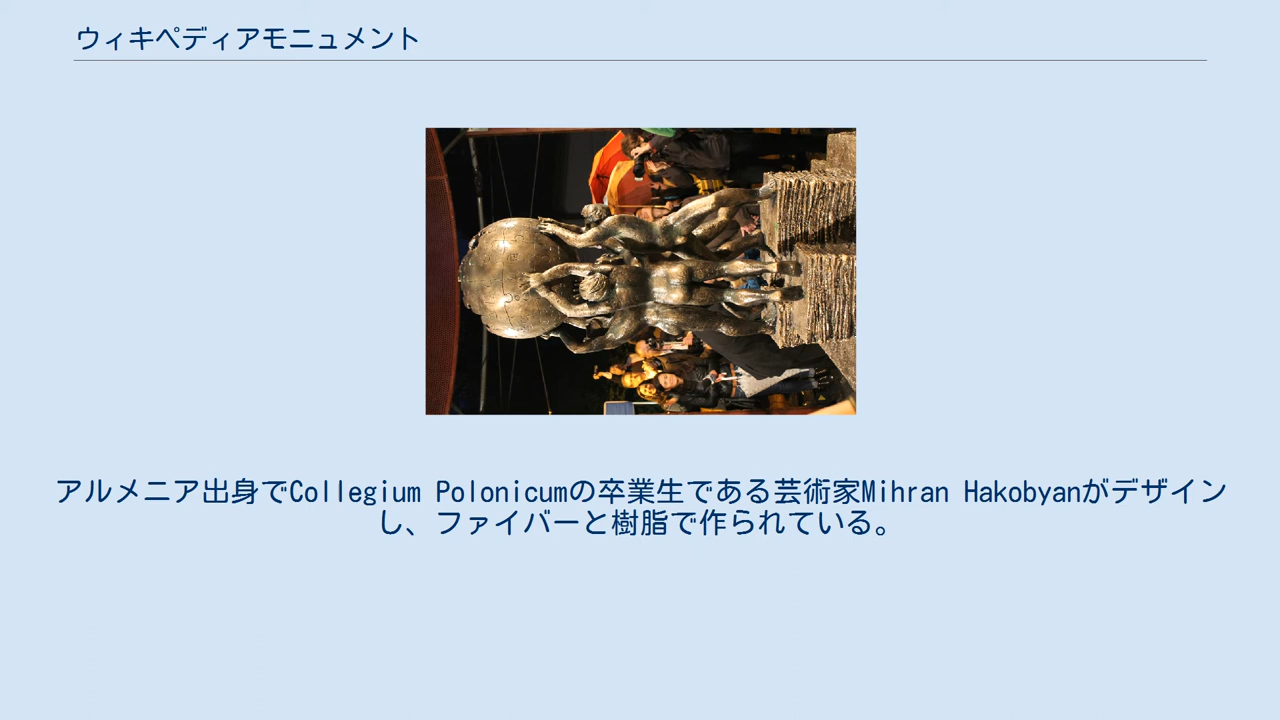 ウィキペディアモニュメント
アルメニア出身でCollegium Polonicumの卒業生である芸術家Mihran Hakobyanがデザイン
し、ファイバーと樹脂で作られている。